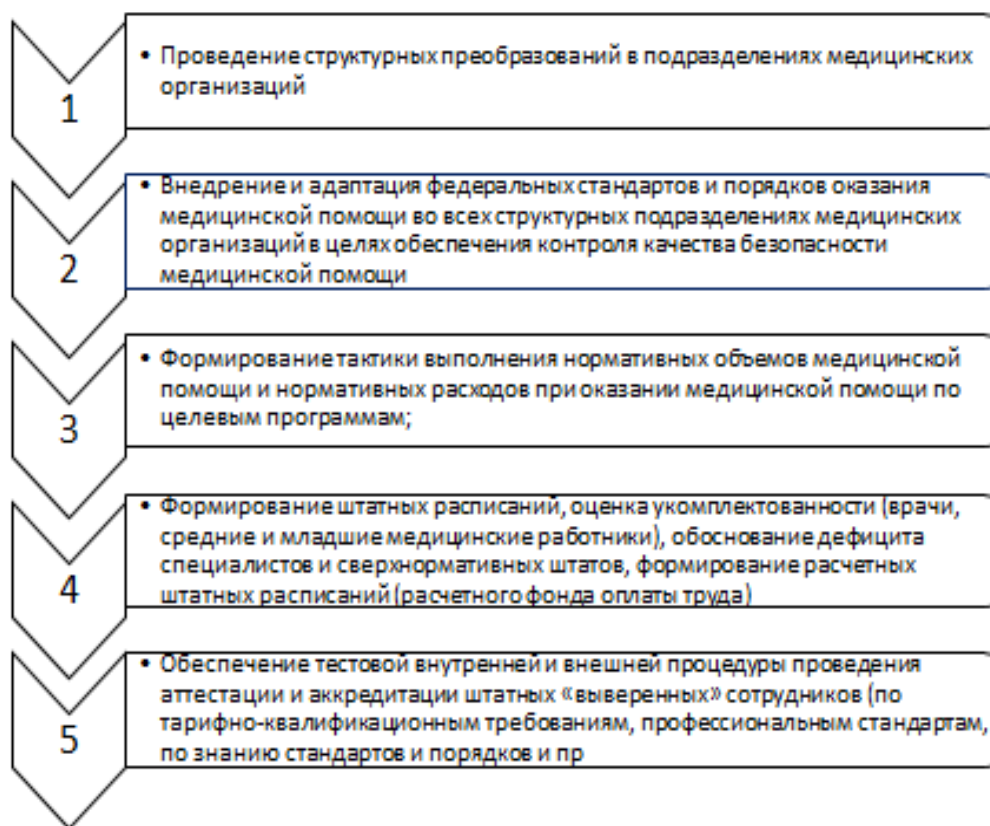 1
• Проведение структурных преобразований в подразделениях медицинских
организаций
2
• Внедрение и адаптация федеральных стандартов и порядков оказания
медицинской помощи во всех структурных подразделениях медицинских
организаций в целях обеспечения контроля качества безопасности
медицинской помощи
3
• Формирование тактики выполнения нормативных объемов медицинской
помощи и нормативных расходов при оказании медицинской помощи по
целевым программам;
4
• Формирование штатных расписаний, оценка укомплектованности (врачи,
средние и младшие медицинские работники), обоснование дефицита
специалистов и сверхнормативных штатов, формирование расчетных
штатных расписаний (расчетного фонда оплаты труда)
5
• Обеспечение тестовой внутренней и внешней процедуры проведения
аттестации и аккредитации штатных «выверенных» сотрудников (по
тарифно-квалификационным требованиям, профессиональным стандартам,
по знанию стандартов и порядков и пр